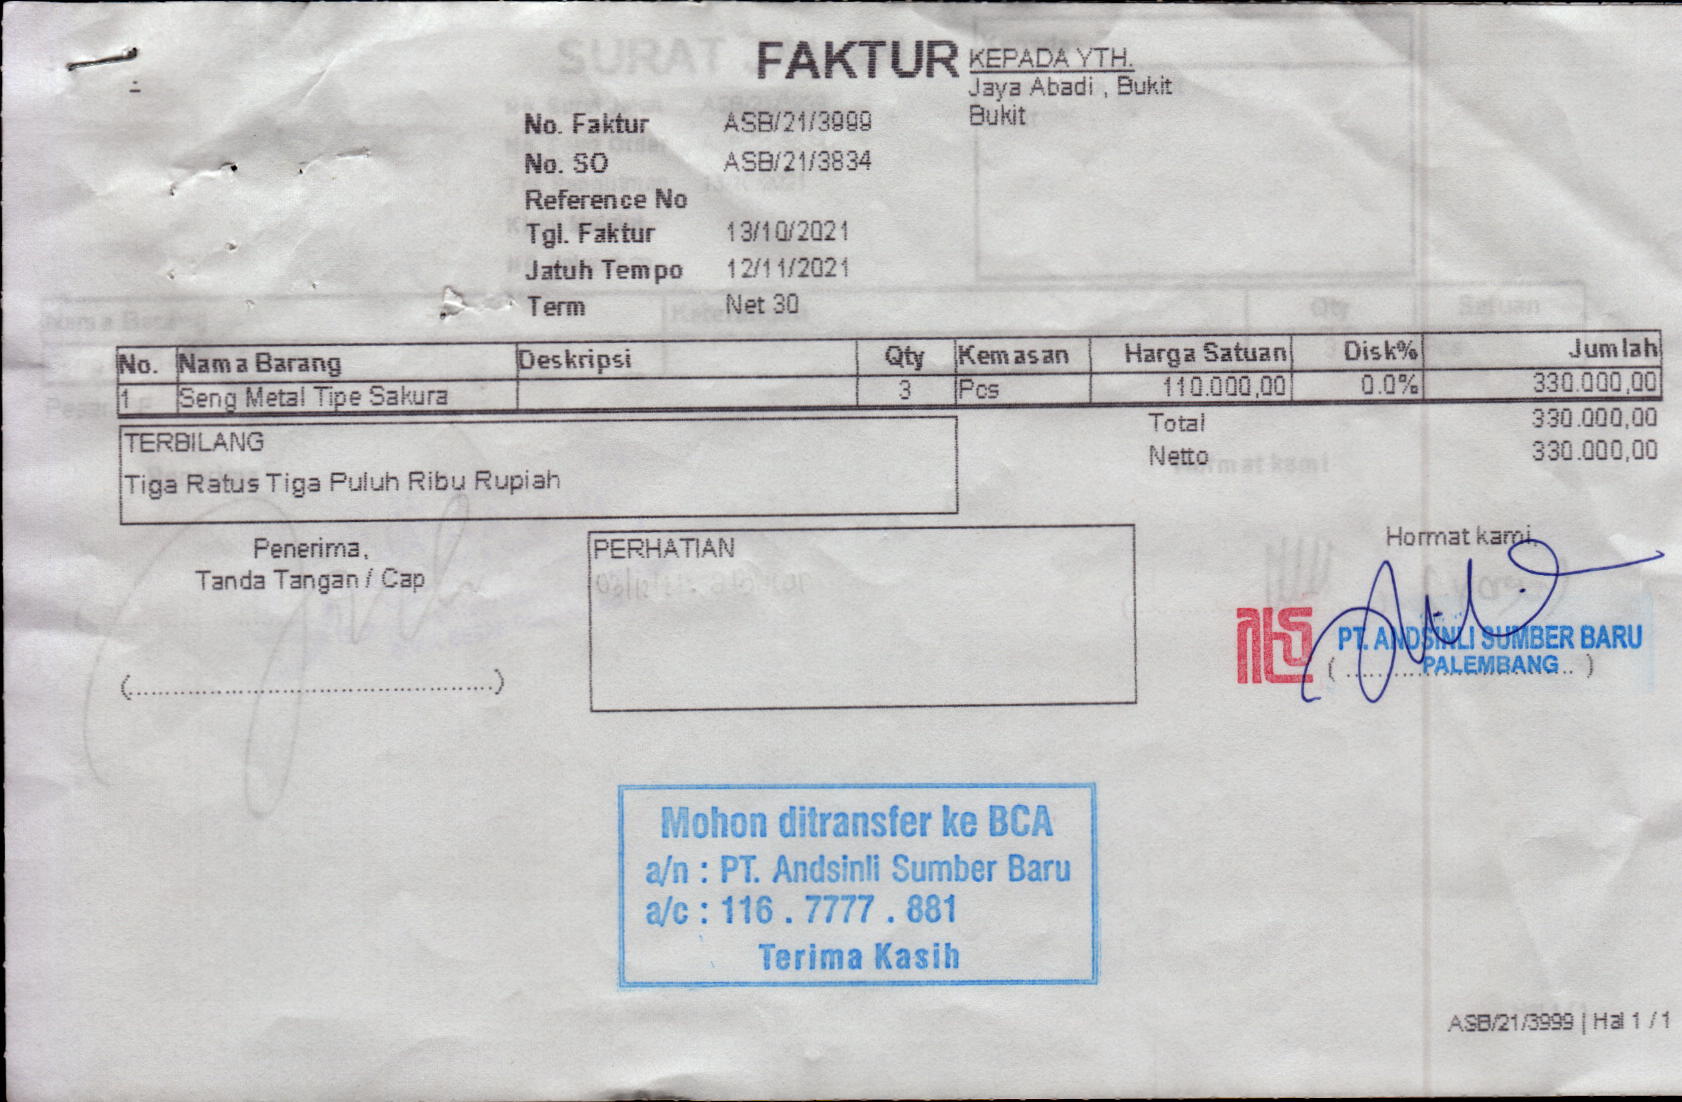 FAKTUR
KEPADA YTH.
Jaya Abadi , Bukit
Bukit
No. Faktur ASB/21/3999
No. SO ASB/21/3834
Reference No
Tgl. Faktur 13/10/2021
Jatuh Tempo 12/11/2021
Term Net 30
No. Nama Barang Deskripsi Qty Kemasan Harga Satuan Disk% Jumlah
1 Seng Metal Tipe Sakura 3 Pcs 110.000,00 0.0% 330.000,00
Total 330.000,00
Netto 330.000,00
TERBILANG
Tiga Ratus Tiga Puluh Ribu Rupiah
Penerima,
Tanda Tangan / Cap
(................................................)
PERHATIAN
Hormat kami,
PT. ANDSINLI SUMBER BARU
PALEMBANG
Mohon ditransfer ke BCA
a/n : PT. Andsinli Sumber Baru
a/c : 116 . 7777 . 881
Terima Kasih
ASB/21/3999 | Hal 1 / 1